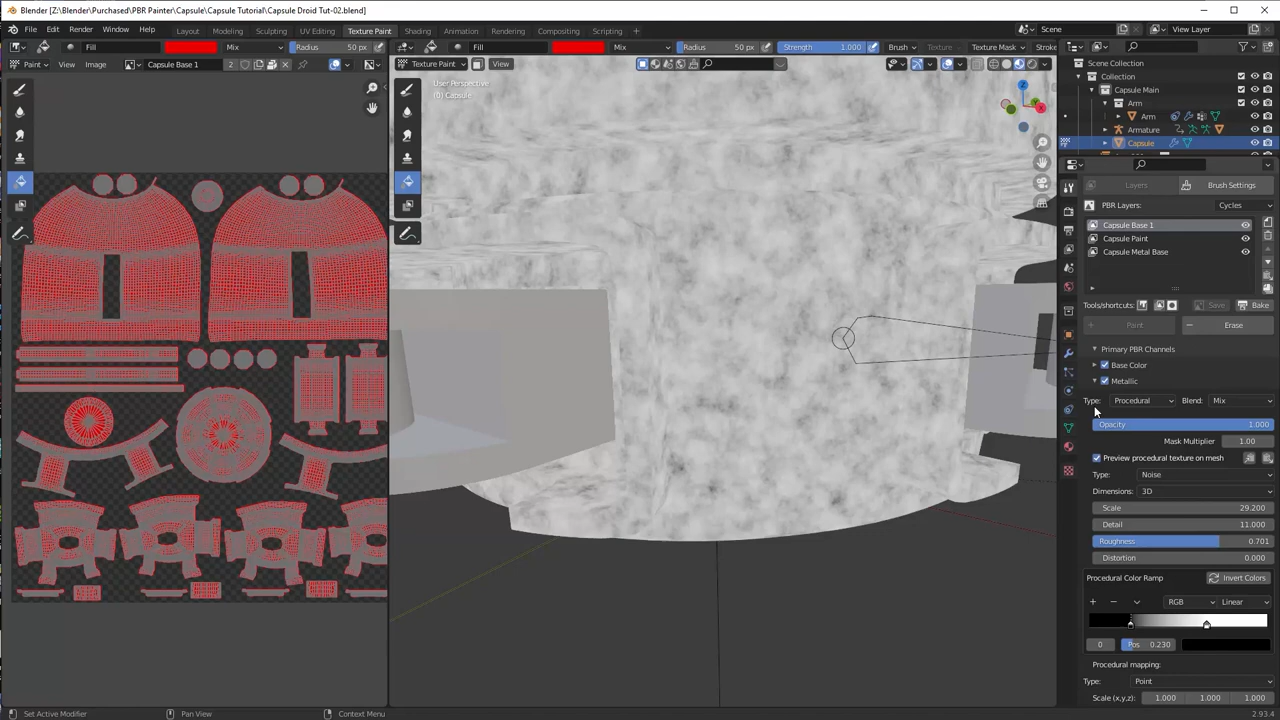 Blender [Z:\Blender\Purchased\PBR Painter\Capsule\Capsule Tutorial\Capsule Droid Tut-02.blend]
File Edit Render Window Help Layout Modeling Sculpting UV Editing Texture Paint Shading Animation Rendering Compositing Scripting + Scene View Layer
Fill Mix Radius 50 px Fill Mix Radius 50 px Strength 1.000 Brush Texture Texture Mask Stroke
Paint View Image Capsule Base 1 2 Texture Paint View
Scene Collection
Collection
User Perspective
(0) Capsule
Capsule Main
Arm
Arm
Armature
Capsule
Layers Brush Settings
PBR Layers: Cycles
Capsule Base 1
Capsule Paint
Capsule Metal Base
Tools/shortcuts: Save Bake
Paint Erase
Primary PBR Channels
Base Color
Metallic
Type: Procedural Blend: Mix
Opacity 1.000
Mask Multiplier 1.00
Preview procedural texture on mesh
Type: Noise
Dimensions: 3D
Scale 29.200
Detail 11.000
Roughness 0.701
Distortion 0.000
Procedural Color Ramp Invert Colors
RGB Linear
0 Pos 0.230
Procedural mapping:
Type: Point
Scale (x,y,z): 1.000 1.000 1.000
Set Active Modifier Pan View Context Menu 2.93.4